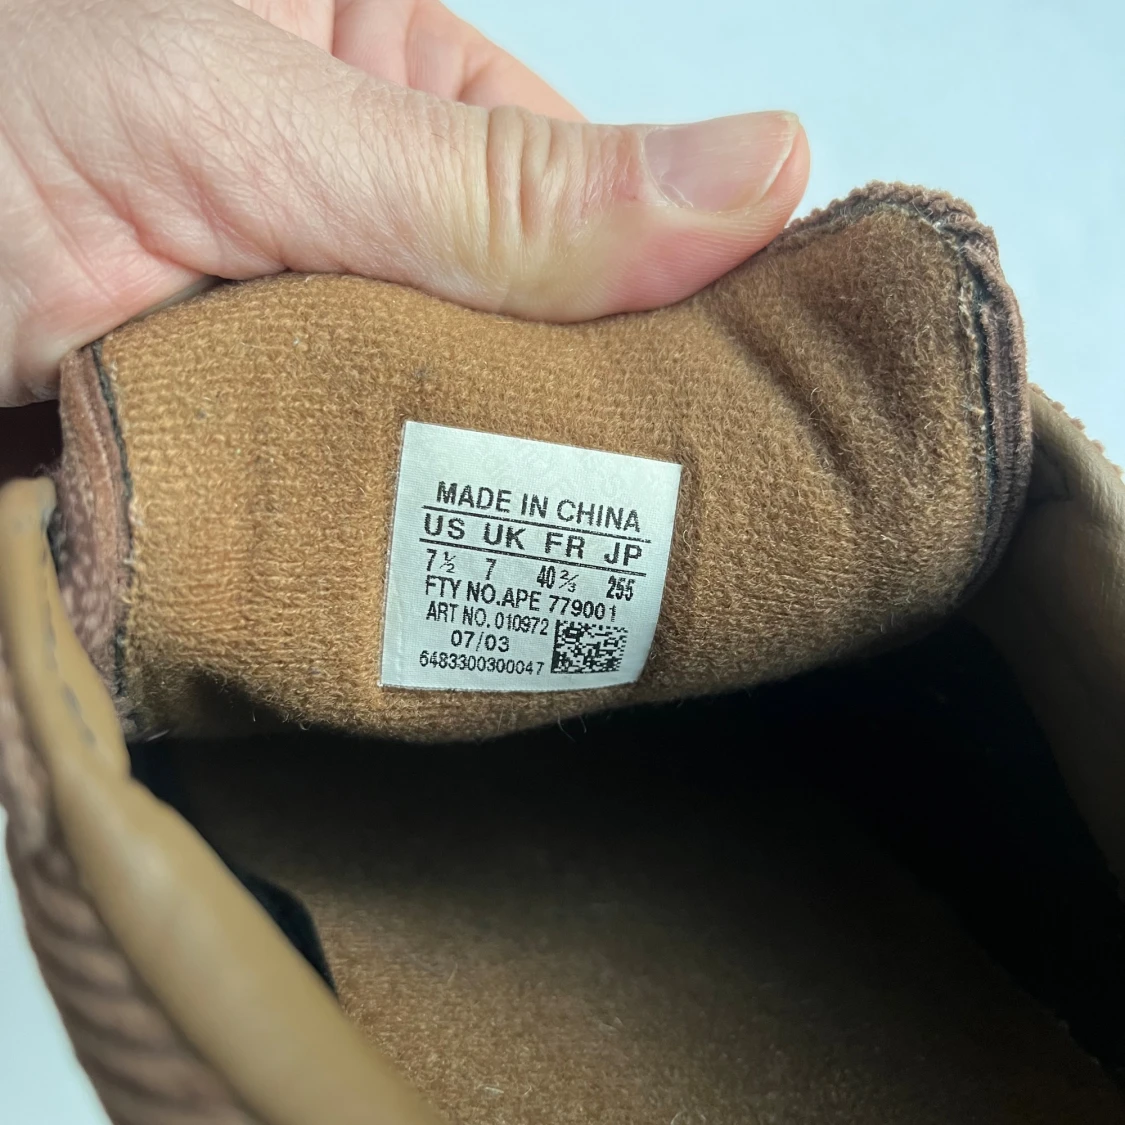 MADE IN CHINA
US UK FR JP
7½ 7 40⅔ 255
FTY NO.APE 779001
ART NO. 010972
07/03
6483300300047